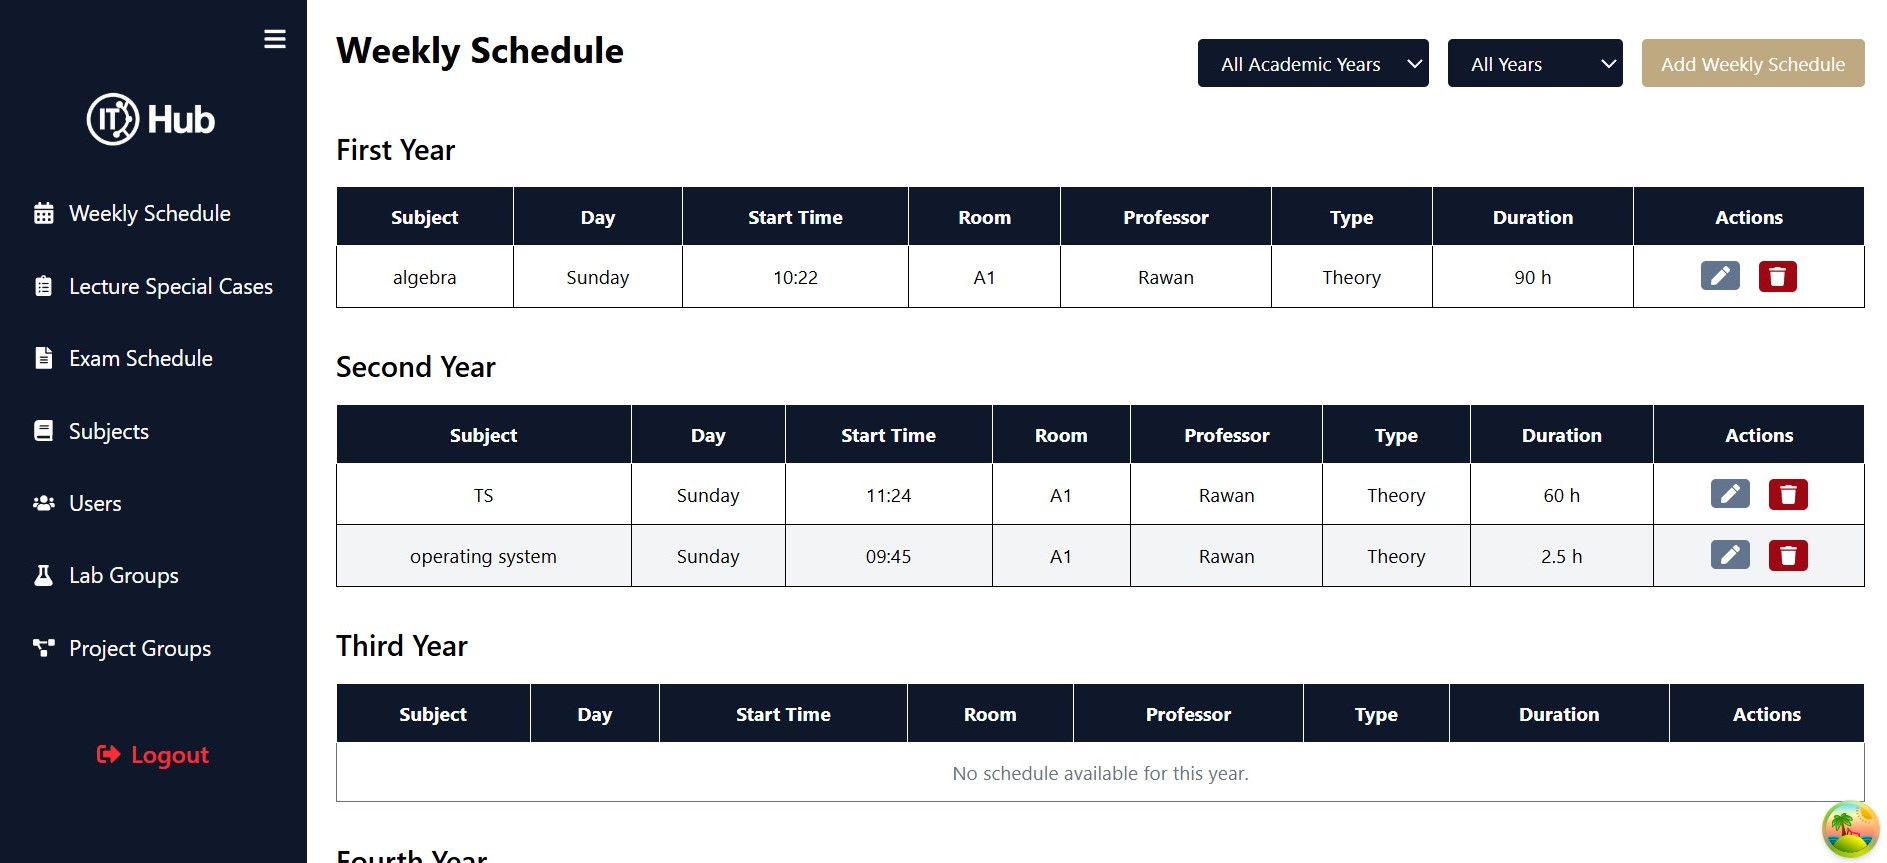 IT Hub
Weekly Schedule
Lecture Special Cases
Exam Schedule
Subjects
Users
Lab Groups
Project Groups
Logout
Weekly Schedule
All Academic Years All Years Add Weekly Schedule
First Year
Subject Day Start Time Room Professor Type Duration Actions
algebra Sunday 10:22 A1 Rawan Theory 90 h
Second Year
Subject Day Start Time Room Professor Type Duration Actions
TS Sunday 11:24 A1 Rawan Theory 60 h
operating system Sunday 09:45 A1 Rawan Theory 2.5 h
Third Year
Subject Day Start Time Room Professor Type Duration Actions
No schedule available for this year.
Fourth Year